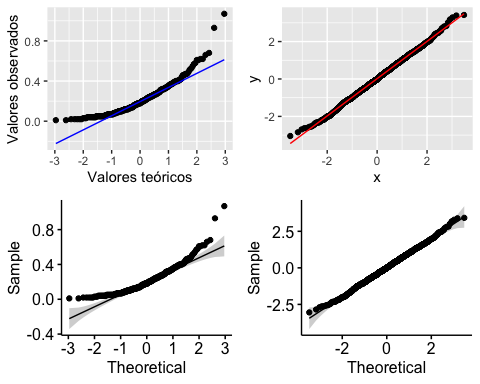 Valores observados
0.8
0.4
0.0
-3 -2 -1 0 1 2 3
Valores teóricos
y
2
0
-2
-2 0 2
x
Sample
0.8
0.4
0.0
-0.4
-3 -2 -1 0 1 2 3
Theoretical
Sample
2.5
0.0
-2.5
-2 0 2
Theoretical